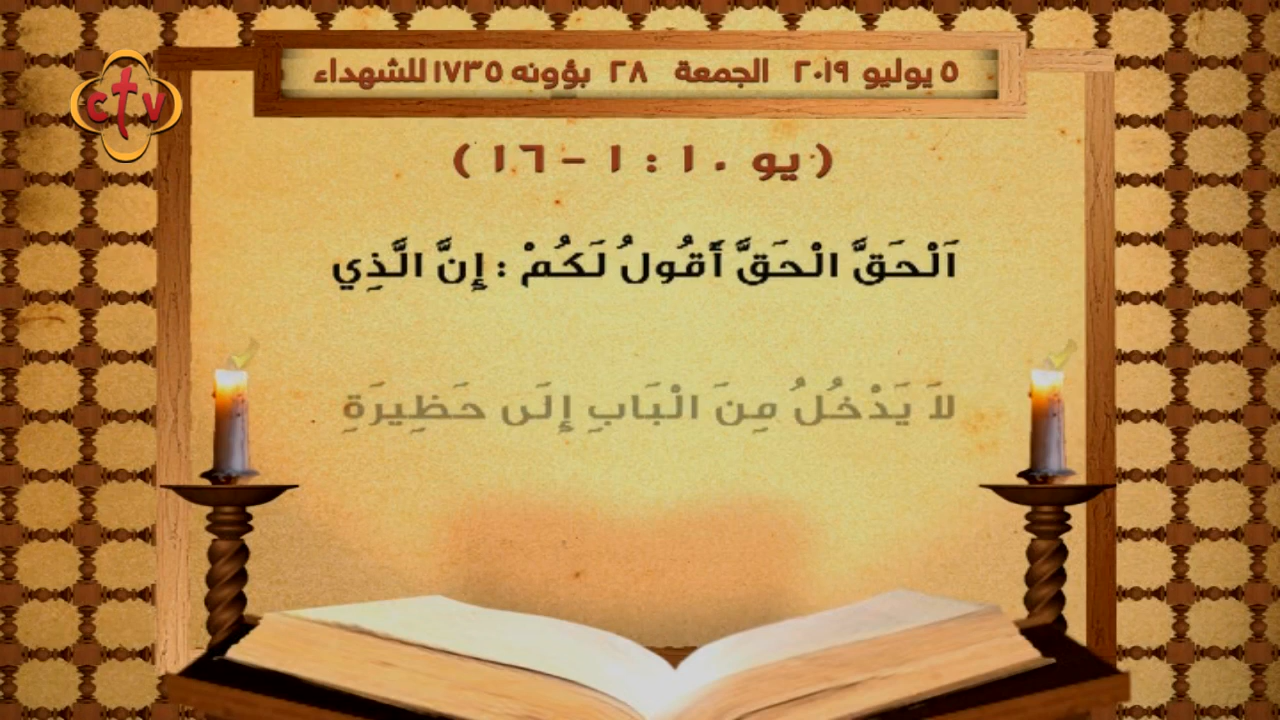 ٥ يوليو ٢٠١٩ الجمعة ٢٨ بؤونه ١٧٣٥ للشهداء
ctv
( يو ١٠ : ١ - ١٦ )
اَلْحَقَّ الْحَقَّ أَقُولُ لَكُمْ : إِنَّ الَّذِي
لاَ يَدْخُلُ مِنَ الْبَابِ إِلَى حَظِيرَةِ